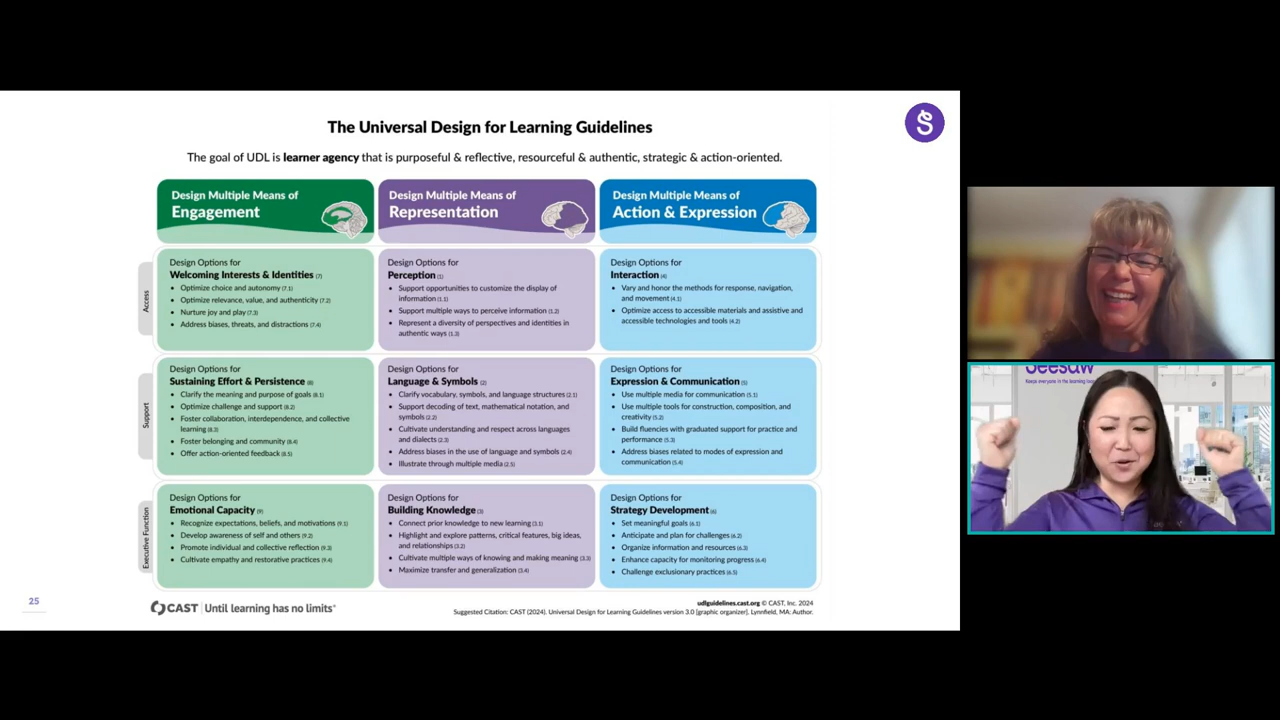 The Universal Design for Learning Guidelines
The goal of UDL is learner agency that is purposeful & reflective, resourceful & authentic, strategic & action-oriented.
Design Multiple Means of
Engagement
Design Multiple Means of
Representation
Design Multiple Means of
Action & Expression
Access
Design Options for
Welcoming Interests & Identities (7)
• Optimize choice and autonomy (7.1)
• Optimize relevance, value, and authenticity (7.2)
• Nurture joy and play (7.3)
• Address biases, threats, and distractions (7.4)
Design Options for
Perception (1)
• Support opportunities to customize the display of
information (1.1)
• Support multiple ways to perceive information (1.2)
• Represent a diversity of perspectives and identities in
authentic ways (1.3)
Design Options for
Interaction (4)
• Vary and honor the methods for response, navigation,
and movement (4.1)
• Optimize access to accessible materials and assistive and
accessible technologies and tools (4.2)
Support
Design Options for
Sustaining Effort & Persistence (8)
• Clarify the meaning and purpose of goals (8.1)
• Optimize challenge and support (8.2)
• Foster collaboration, interdependence, and collective
learning (8.3)
• Foster belonging and community (8.4)
• Offer action-oriented feedback (8.5)
Design Options for
Language & Symbols (2)
• Clarify vocabulary, symbols, and language structures (2.1)
• Support decoding of text, mathematical notation, and
symbols (2.2)
• Cultivate understanding and respect across languages
and dialects (2.3)
• Address biases in the use of language and symbols (2.4)
• Illustrate through multiple media (2.5)
Design Options for
Expression & Communication (5)
• Use multiple media for communication (5.1)
• Use multiple tools for construction, composition, and
creativity (5.2)
• Build fluencies with graduated support for practice and
performance (5.3)
• Address biases related to modes of expression and
communication (5.4)
Executive Function
Design Options for
Emotional Capacity (9)
• Recognize expectations, beliefs, and motivations (9.1)
• Develop awareness of self and others (9.2)
• Promote individual and collective reflection (9.3)
• Cultivate empathy and restorative practices (9.4)
Design Options for
Building Knowledge (3)
• Connect prior knowledge to new learning (3.1)
• Highlight and explore patterns, critical features, big ideas,
and relationships (3.2)
• Cultivate multiple ways of knowing and making meaning (3.3)
• Maximize transfer and generalization (3.4)
Design Options for
Strategy Development (6)
• Set meaningful goals (6.1)
• Anticipate and plan for challenges (6.2)
• Organize information and resources (6.3)
• Enhance capacity for monitoring progress (6.4)
• Challenge exclusionary practices (6.5)
25
CAST | Until learning has no limits®
udlguidelines.cast.org © CAST, Inc. 2024
Suggested Citation: CAST (2024). Universal Design for Learning Guidelines version 3.0 [graphic organizer]. Lynnfield, MA: Author.
Seesaw
Keeps everyone in the learning